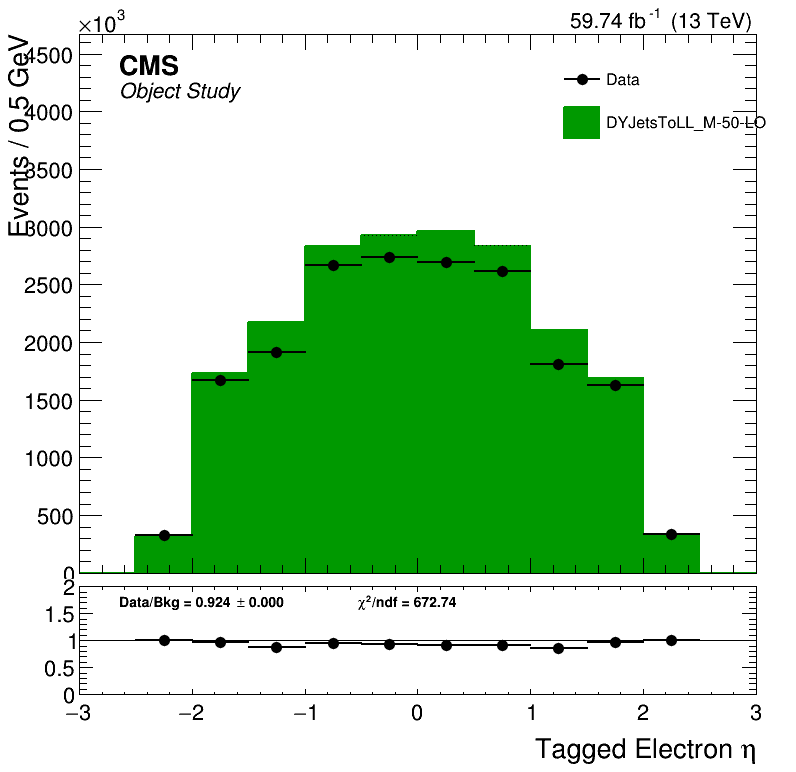 ×10³
59.74 fb⁻¹ (13 TeV)
Events / 0.5 GeV
CMS
Object Study
Data
DYJetsToLL_M-50-LO
4500
4000
3500
3000
2500
2000
1500
1000
500
0
Data/Bkg = 0.924 ± 0.000
χ²/ndf = 672.74
2
1.5
1
0.5
0
−3 −2 −1 0 1 2 3
Tagged Electron η